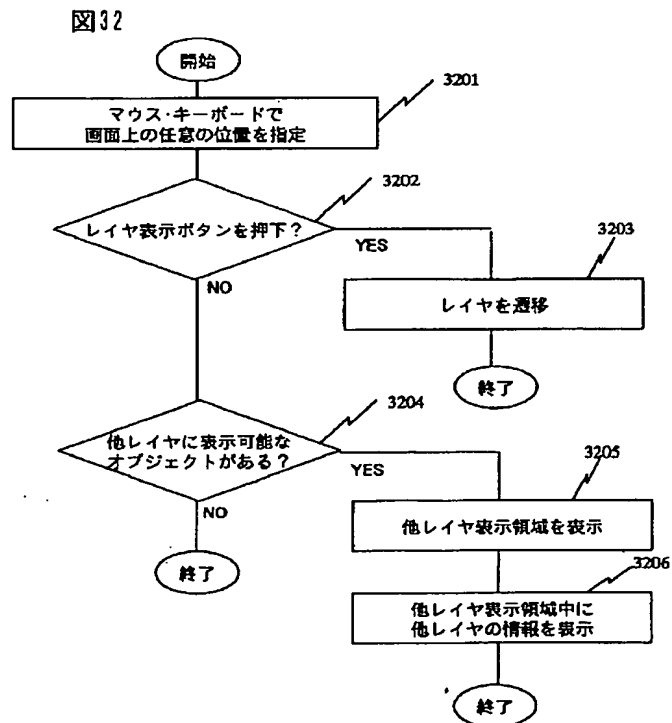 図32
開始
3201
マウス・キーボードで
画面上の任意の位置を指定
3202
レイヤ表示ボタンを押下?
YES
3203
NO
レイヤを遷移
終了
3204
他レイヤに表示可能な
オブジェクトがある?
YES
3205
NO
他レイヤ表示領域を表示
終了
3206
他レイヤ表示領域中に
他レイヤの情報を表示
終了